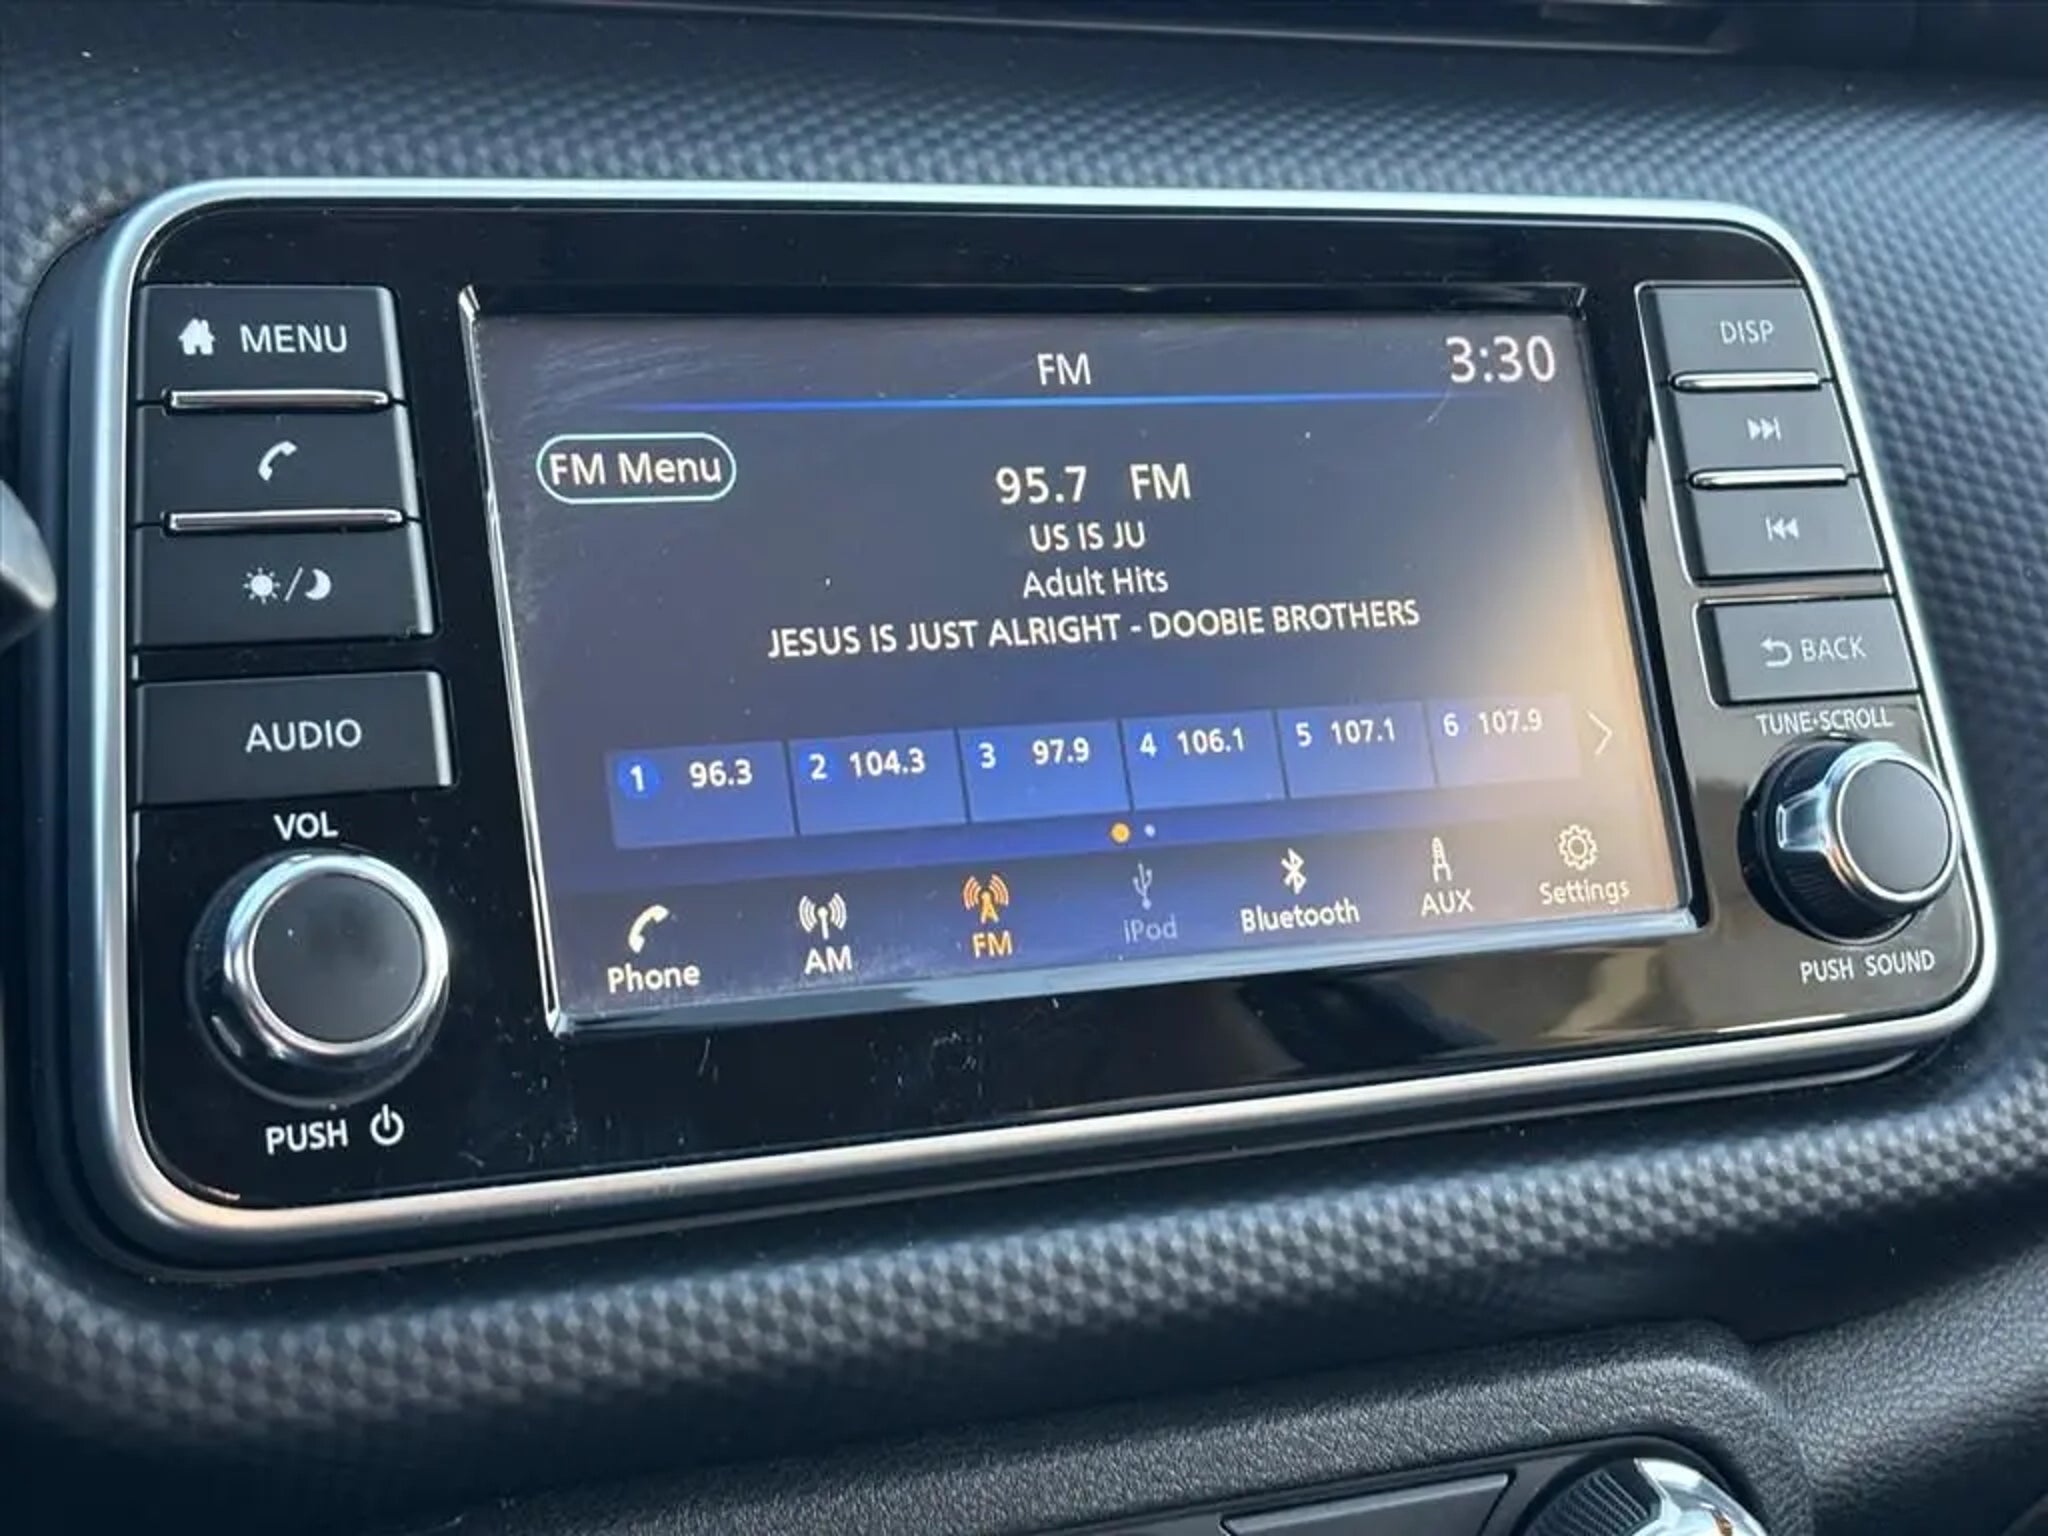 MENU
AUDIO
VOL
PUSH
FM
3:30
FM Menu
95.7 FM
US IS JU
Adult Hits
JESUS IS JUST ALRIGHT - DOOBIE BROTHERS
1 96.3
2 104.3
3 97.9
4 106.1
5 107.1
6 107.9
Phone
AM
FM
iPod
Bluetooth
AUX
Settings
DISP
BACK
TUNE·SCROLL
PUSH SOUND